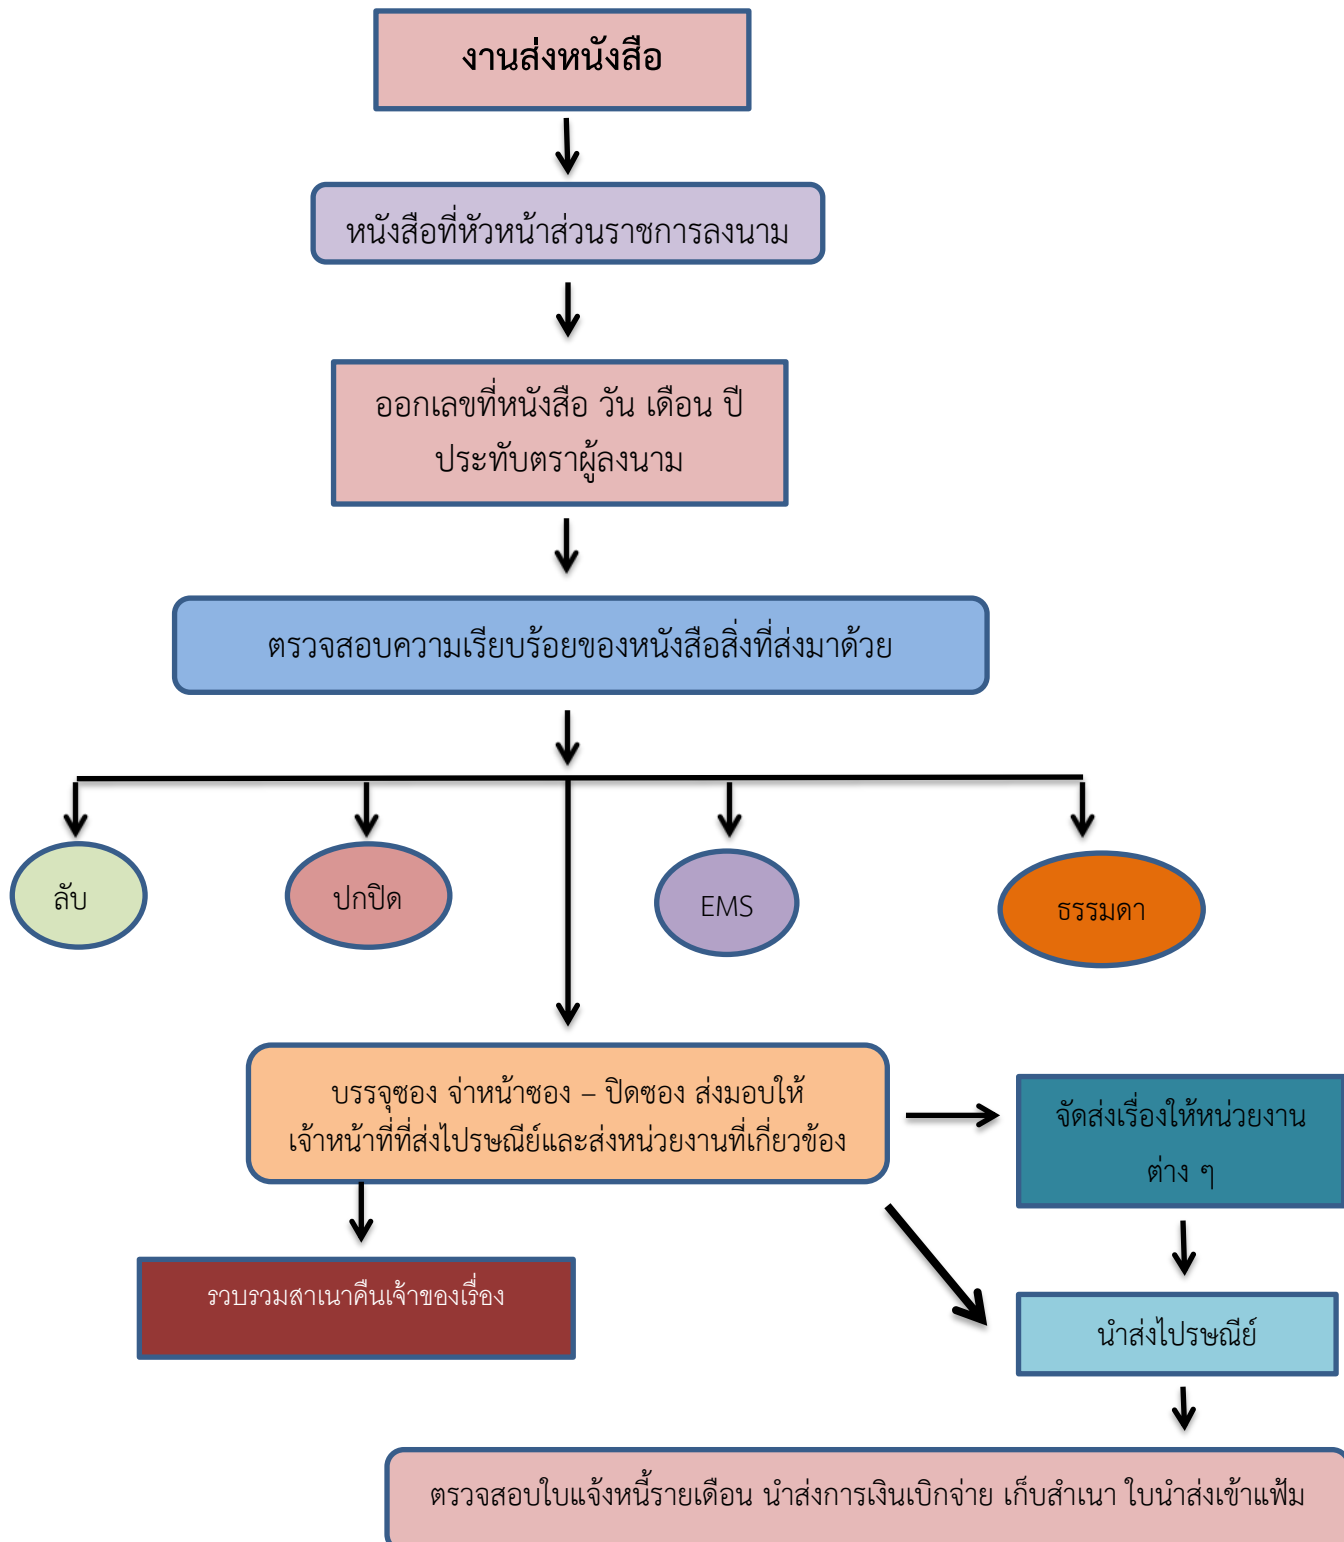 งานส่งหนังสือ
หนังสือที่หัวหน้าส่วนราชการลงนาม
ออกเลขที่หนังสือ วัน เดือน ปี
ประทับตราผู้ลงนาม
ตรวจสอบความเรียบร้อยของหนังสือสิ่งที่ส่งมาด้วย
ลับ
ปกปิด
EMS
ธรรมดา
บรรจุซอง จ่าหน้าซอง – ปิดซอง ส่งมอบให้
เจ้าหน้าที่ที่ส่งไปรษณีย์และส่งหน่วยงานที่เกี่ยวข้อง
จัดส่งเรื่องให้หน่วยงาน
ต่าง ๆ
รวบรวมสาเนาคืนเจ้าของเรื่อง
นำส่งไปรษณีย์
ตรวจสอบใบแจ้งหนี้รายเดือน นำส่งการเงินเบิกจ่าย เก็บสำเนา ใบนำส่งเข้าแฟ้ม